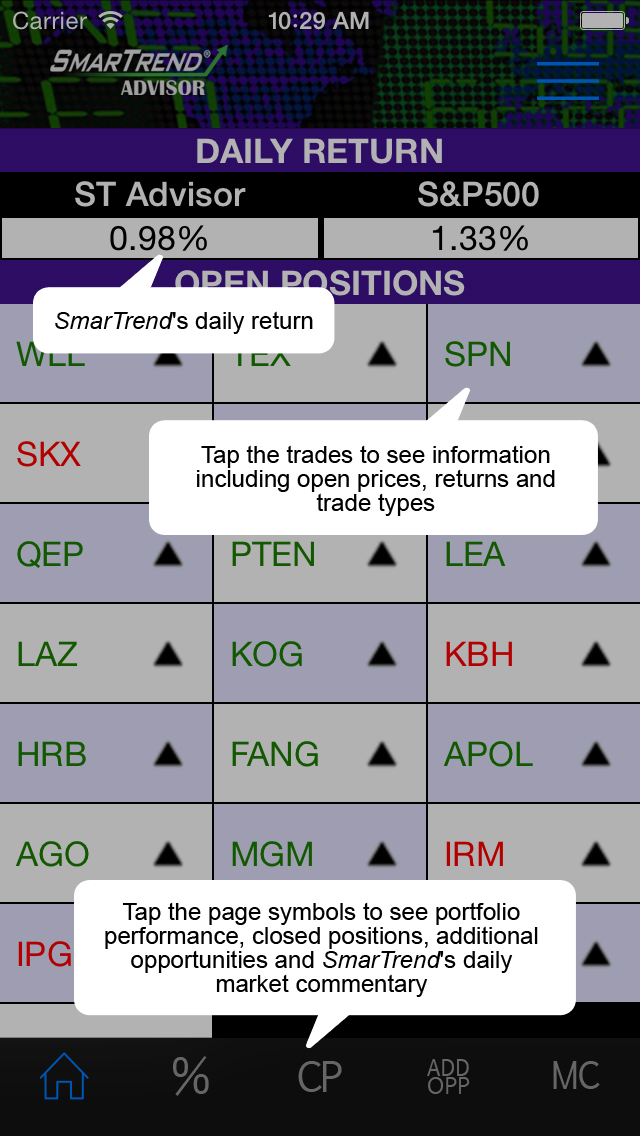 Carrier 10:29 AM
SMARTREND®
ADVISOR
DAILY RETURN
ST Advisor S&P500
0.98% 1.33%
OPEN POSITIONS
SmarTrend's daily return
WLL TEX SPN
Tap the trades to see information
including open prices, returns and
trade types
SKX
QEP PTEN LEA
LAZ KOG KBH
HRB FANG APOL
AGO MGM IRM
Tap the page symbols to see portfolio
performance, closed positions, additional
opportunities and SmarTrend's daily
market commentary
IPG
% CP ADD MC
OPP